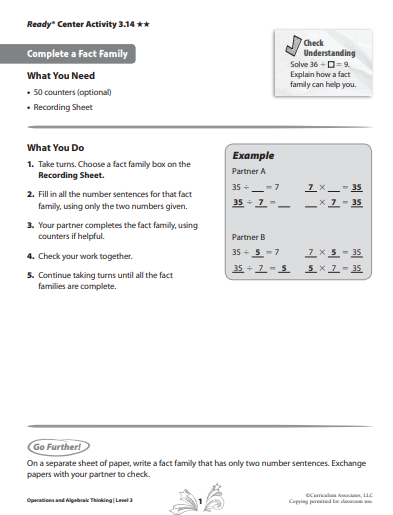 Ready® Center Activity 3.14 ★★
Complete a Fact Family
What You Need
• 50 counters (optional)
• Recording Sheet
Check
Understanding
Solve 36 ÷ □ = 9.
Explain how a fact
family can help you.
What You Do
1. Take turns. Choose a fact family box on the
Recording Sheet.
2. Fill in all the number sentences for that fact
family, using only the two numbers given.
3. Your partner completes the fact family, using
counters if helpful.
4. Check your work together.
5. Continue taking turns until all the fact
families are complete.
Example
Partner A
35 ÷ __ = 7 7 × __ = 35
35 ÷ 7 = __ __ × 7 = 35
Partner B
35 ÷ 5 = 7 7 × 5 = 35
35 ÷ 7 = 5 5 × 7 = 35
Go Further!
On a separate sheet of paper, write a fact family that has only two number sentences. Exchange
papers with your partner to check.
Operations and Algebraic Thinking | Level 3
1
©Curriculum Associates, LLC
Copying permitted for classroom use.